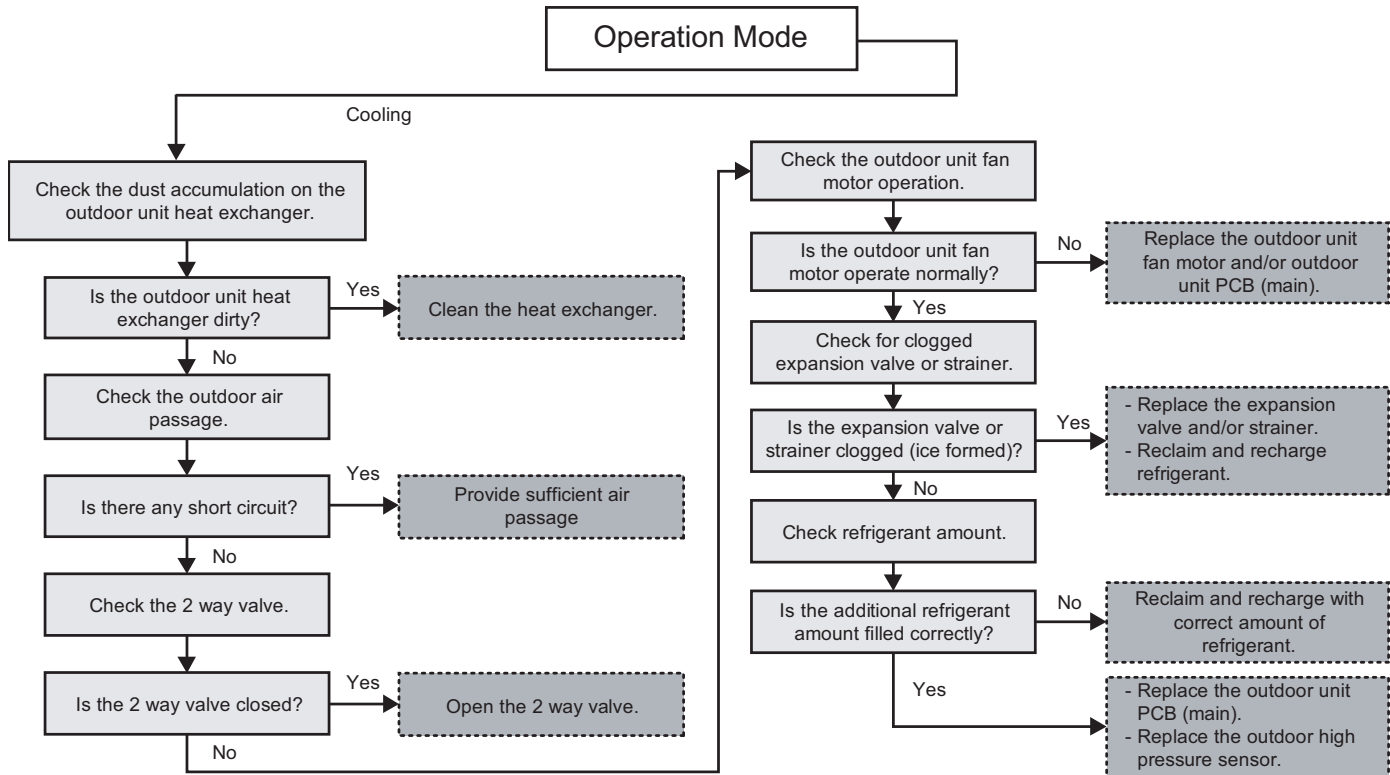 Operation Mode
Cooling
Check the dust accumulation on the
outdoor unit heat exchanger.
Is the outdoor unit heat
exchanger dirty?
Yes
Clean the heat exchanger.
No
Check the outdoor air
passage.
Is there any short circuit?
Yes
Provide sufficient air
passage
No
Check the 2 way valve.
Is the 2 way valve closed?
Yes
Open the 2 way valve.
No
Check the outdoor unit fan
motor operation.
Is the outdoor unit fan
motor operate normally?
No
Replace the outdoor unit
fan motor and/or outdoor
unit PCB (main).
Yes
Check for clogged
expansion valve or strainer.
Is the expansion valve or
strainer clogged (ice formed)?
Yes
- Replace the expansion
valve and/or strainer.
- Reclaim and recharge
refrigerant.
No
Check refrigerant amount.
Is the additional refrigerant
amount filled correctly?
No
Reclaim and recharge with
correct amount of
refrigerant.
Yes
- Replace the outdoor unit
PCB (main).
- Replace the outdoor high
pressure sensor.